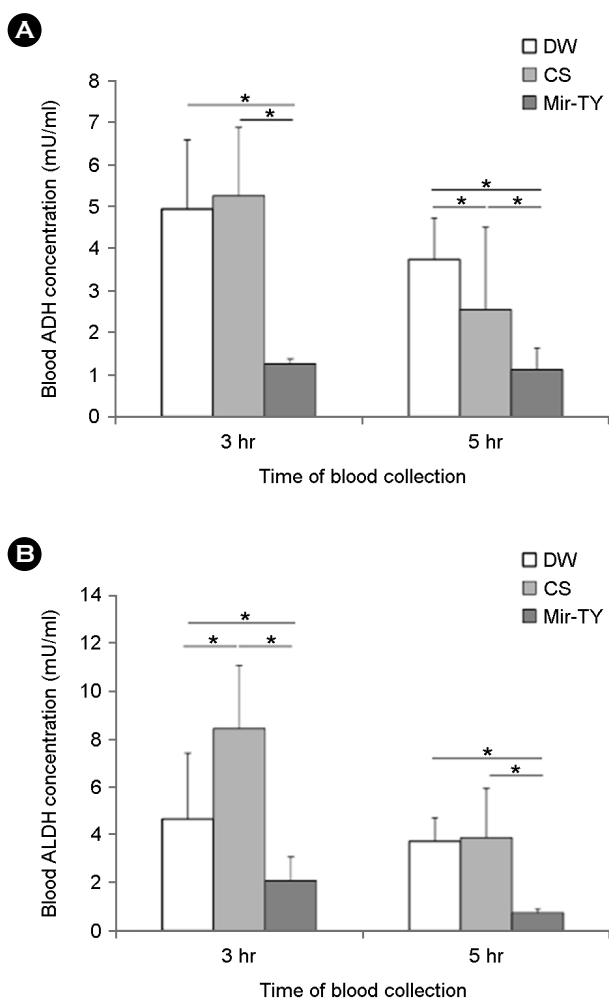 A
DW
CS
Mir-TY
Blood ADH concentration (mU/ml)
8
7
6
5
4
3
2
1
0
*
*
*
*
*
3 hr
5 hr
Time of blood collection
B
DW
CS
Mir-TY
Blood ALDH concentration (mU/ml)
14
12
10
8
6
4
2
0
*
*
*
*
*
3 hr
5 hr
Time of blood collection